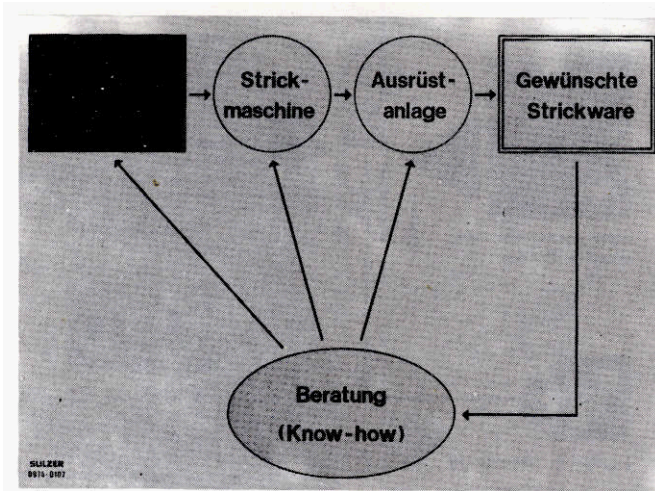 Strick-
maschine
Ausrüst-
anlage
Gewünschte
Strickware
Beratung
(Know-how)
SULZER